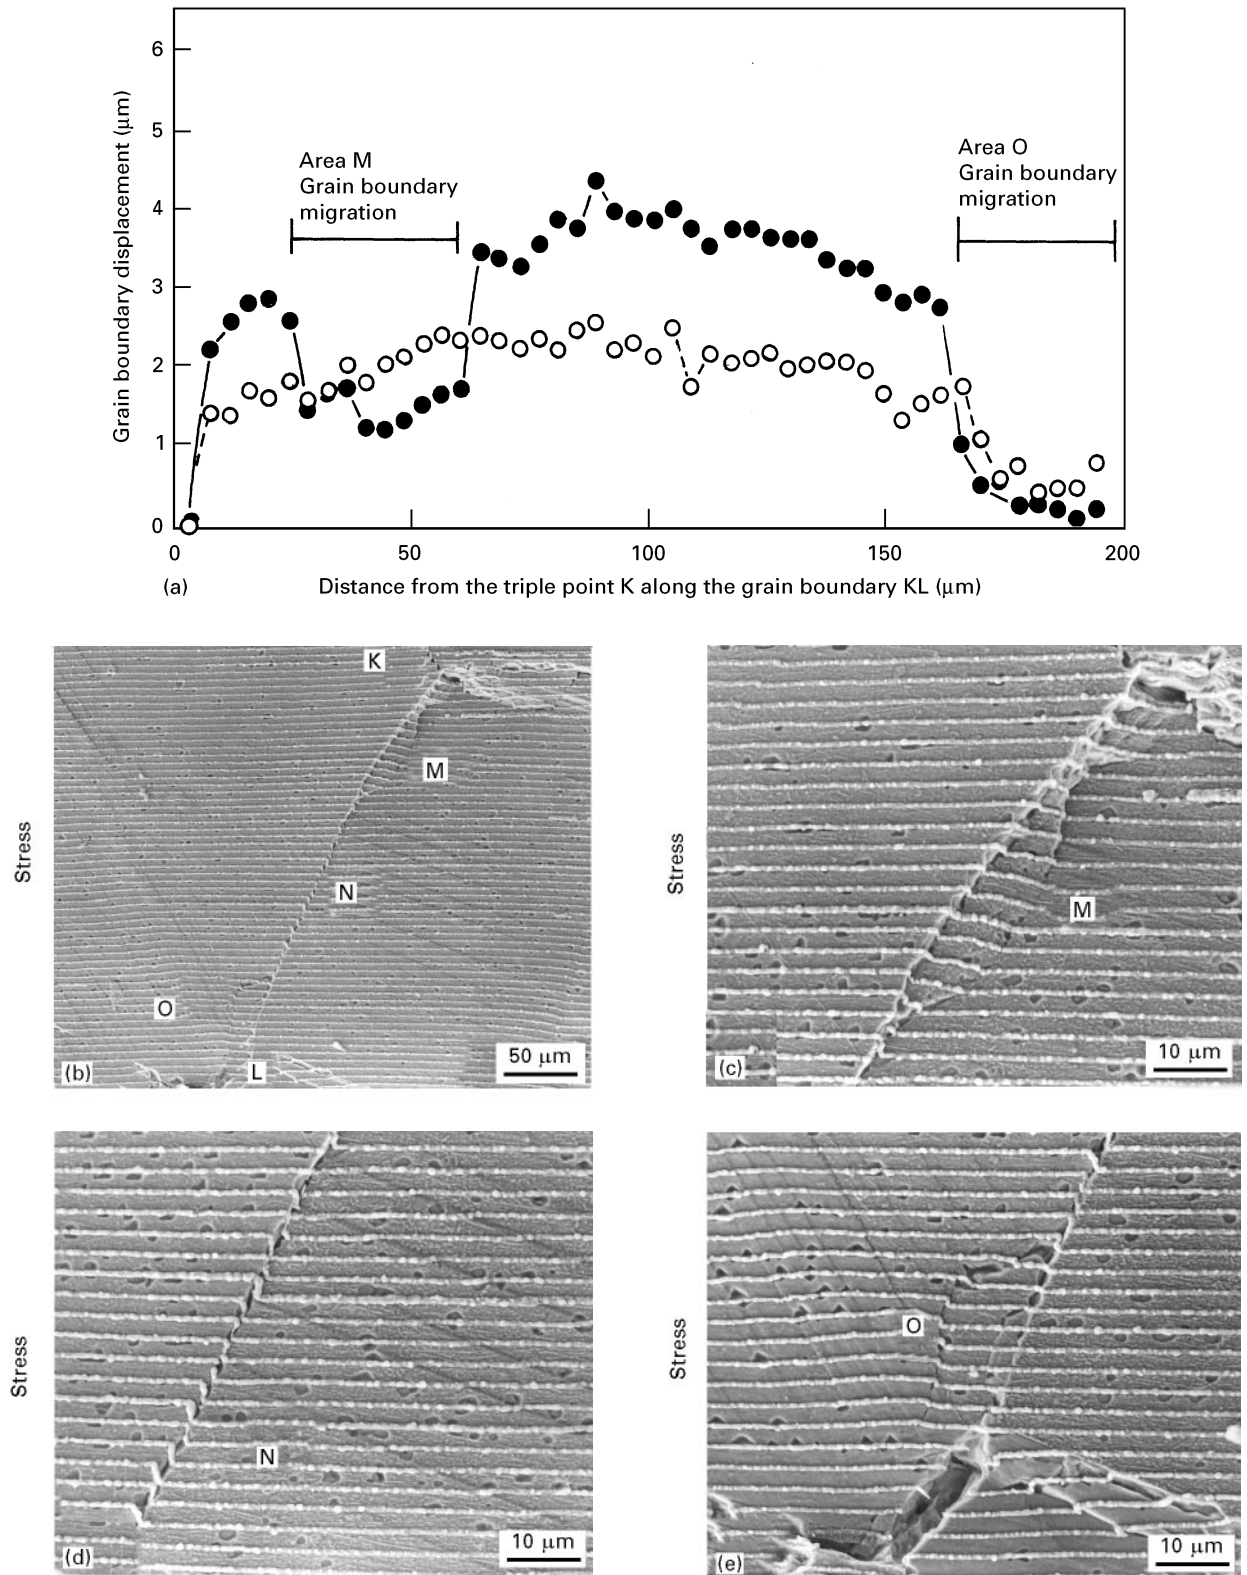 6
5
4
3
2
1
0
Grain boundary displacement (μm)
Area M
Grain boundary
migration
Area O
Grain boundary
migration
0
50
100
150
200
(a)
Distance from the triple point K along the grain boundary KL (μm)
Stress
K
M
N
O
L
(b)
50 μm
Stress
M
(c)
10 μm
Stress
N
(d)
10 μm
Stress
O
(e)
10 μm